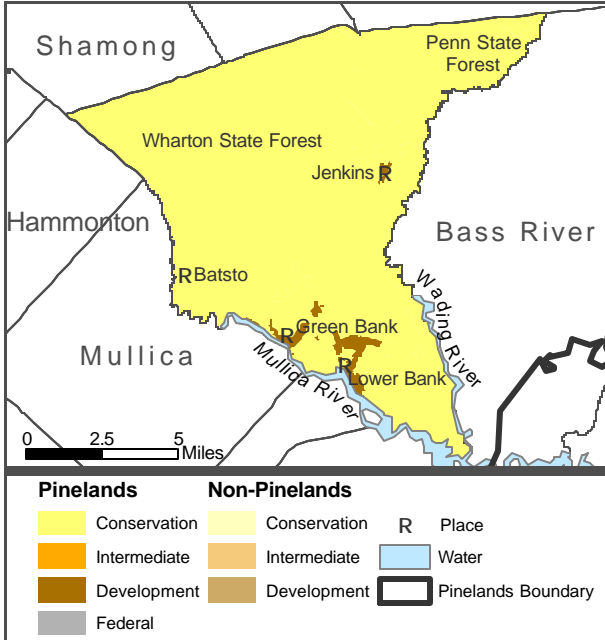 Shamong
Penn State
Forest
Wharton State Forest
Jenkins R
Hammonton
Bass River
R Batsto
Wading River
R Green Bank
Mullica
Mullica River
R Lower Bank
0 2.5 5
Miles
Pinelands Non-Pinelands
Conservation Conservation R Place
Intermediate Intermediate Water
Development Development Pinelands Boundary
Federal